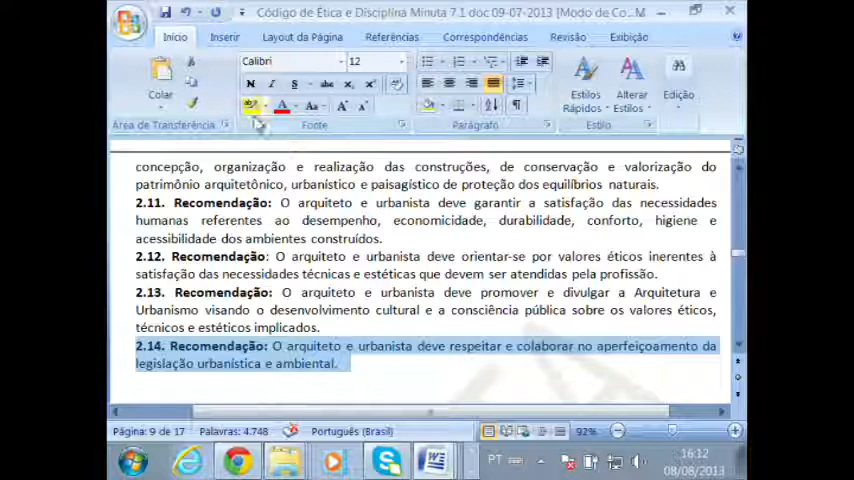 Código de Ética e Disciplina Minuta 7.1 doc 09-07-2013 [Modo de Co... M
Início Inserir Layout da Página Referências Correspondências Revisão Exibição
Calibri 12
Colar
N I S abe x₂ x²
ab A Aa A A
Estilos Rápidos
Alterar Estilos
Edição
Área de Transferência Fonte Parágrafo Estilo
concepção, organização e realização das construções, de conservação e valorização do
patrimônio arquitetônico, urbanístico e paisagístico de proteção dos equilíbrios naturais.
2.11. Recomendação: O arquiteto e urbanista deve garantir a satisfação das necessidades
humanas referentes ao desempenho, economicidade, durabilidade, conforto, higiene e
acessibilidade dos ambientes construídos.
2.12. Recomendação: O arquiteto e urbanista deve orientar-se por valores éticos inerentes à
satisfação das necessidades técnicas e estéticas que devem ser atendidas pela profissão.
2.13. Recomendação: O arquiteto e urbanista deve promover e divulgar a Arquitetura e
Urbanismo visando o desenvolvimento cultural e a consciência pública sobre os valores éticos,
técnicos e estéticos implicados.
2.14. Recomendação: O arquiteto e urbanista deve respeitar e colaborar no aperfeiçoamento da
legislação urbanística e ambiental.
Página: 9 de 17 Palavras: 4.748 Português (Brasil) 92%
PT 16:12
08/08/2013